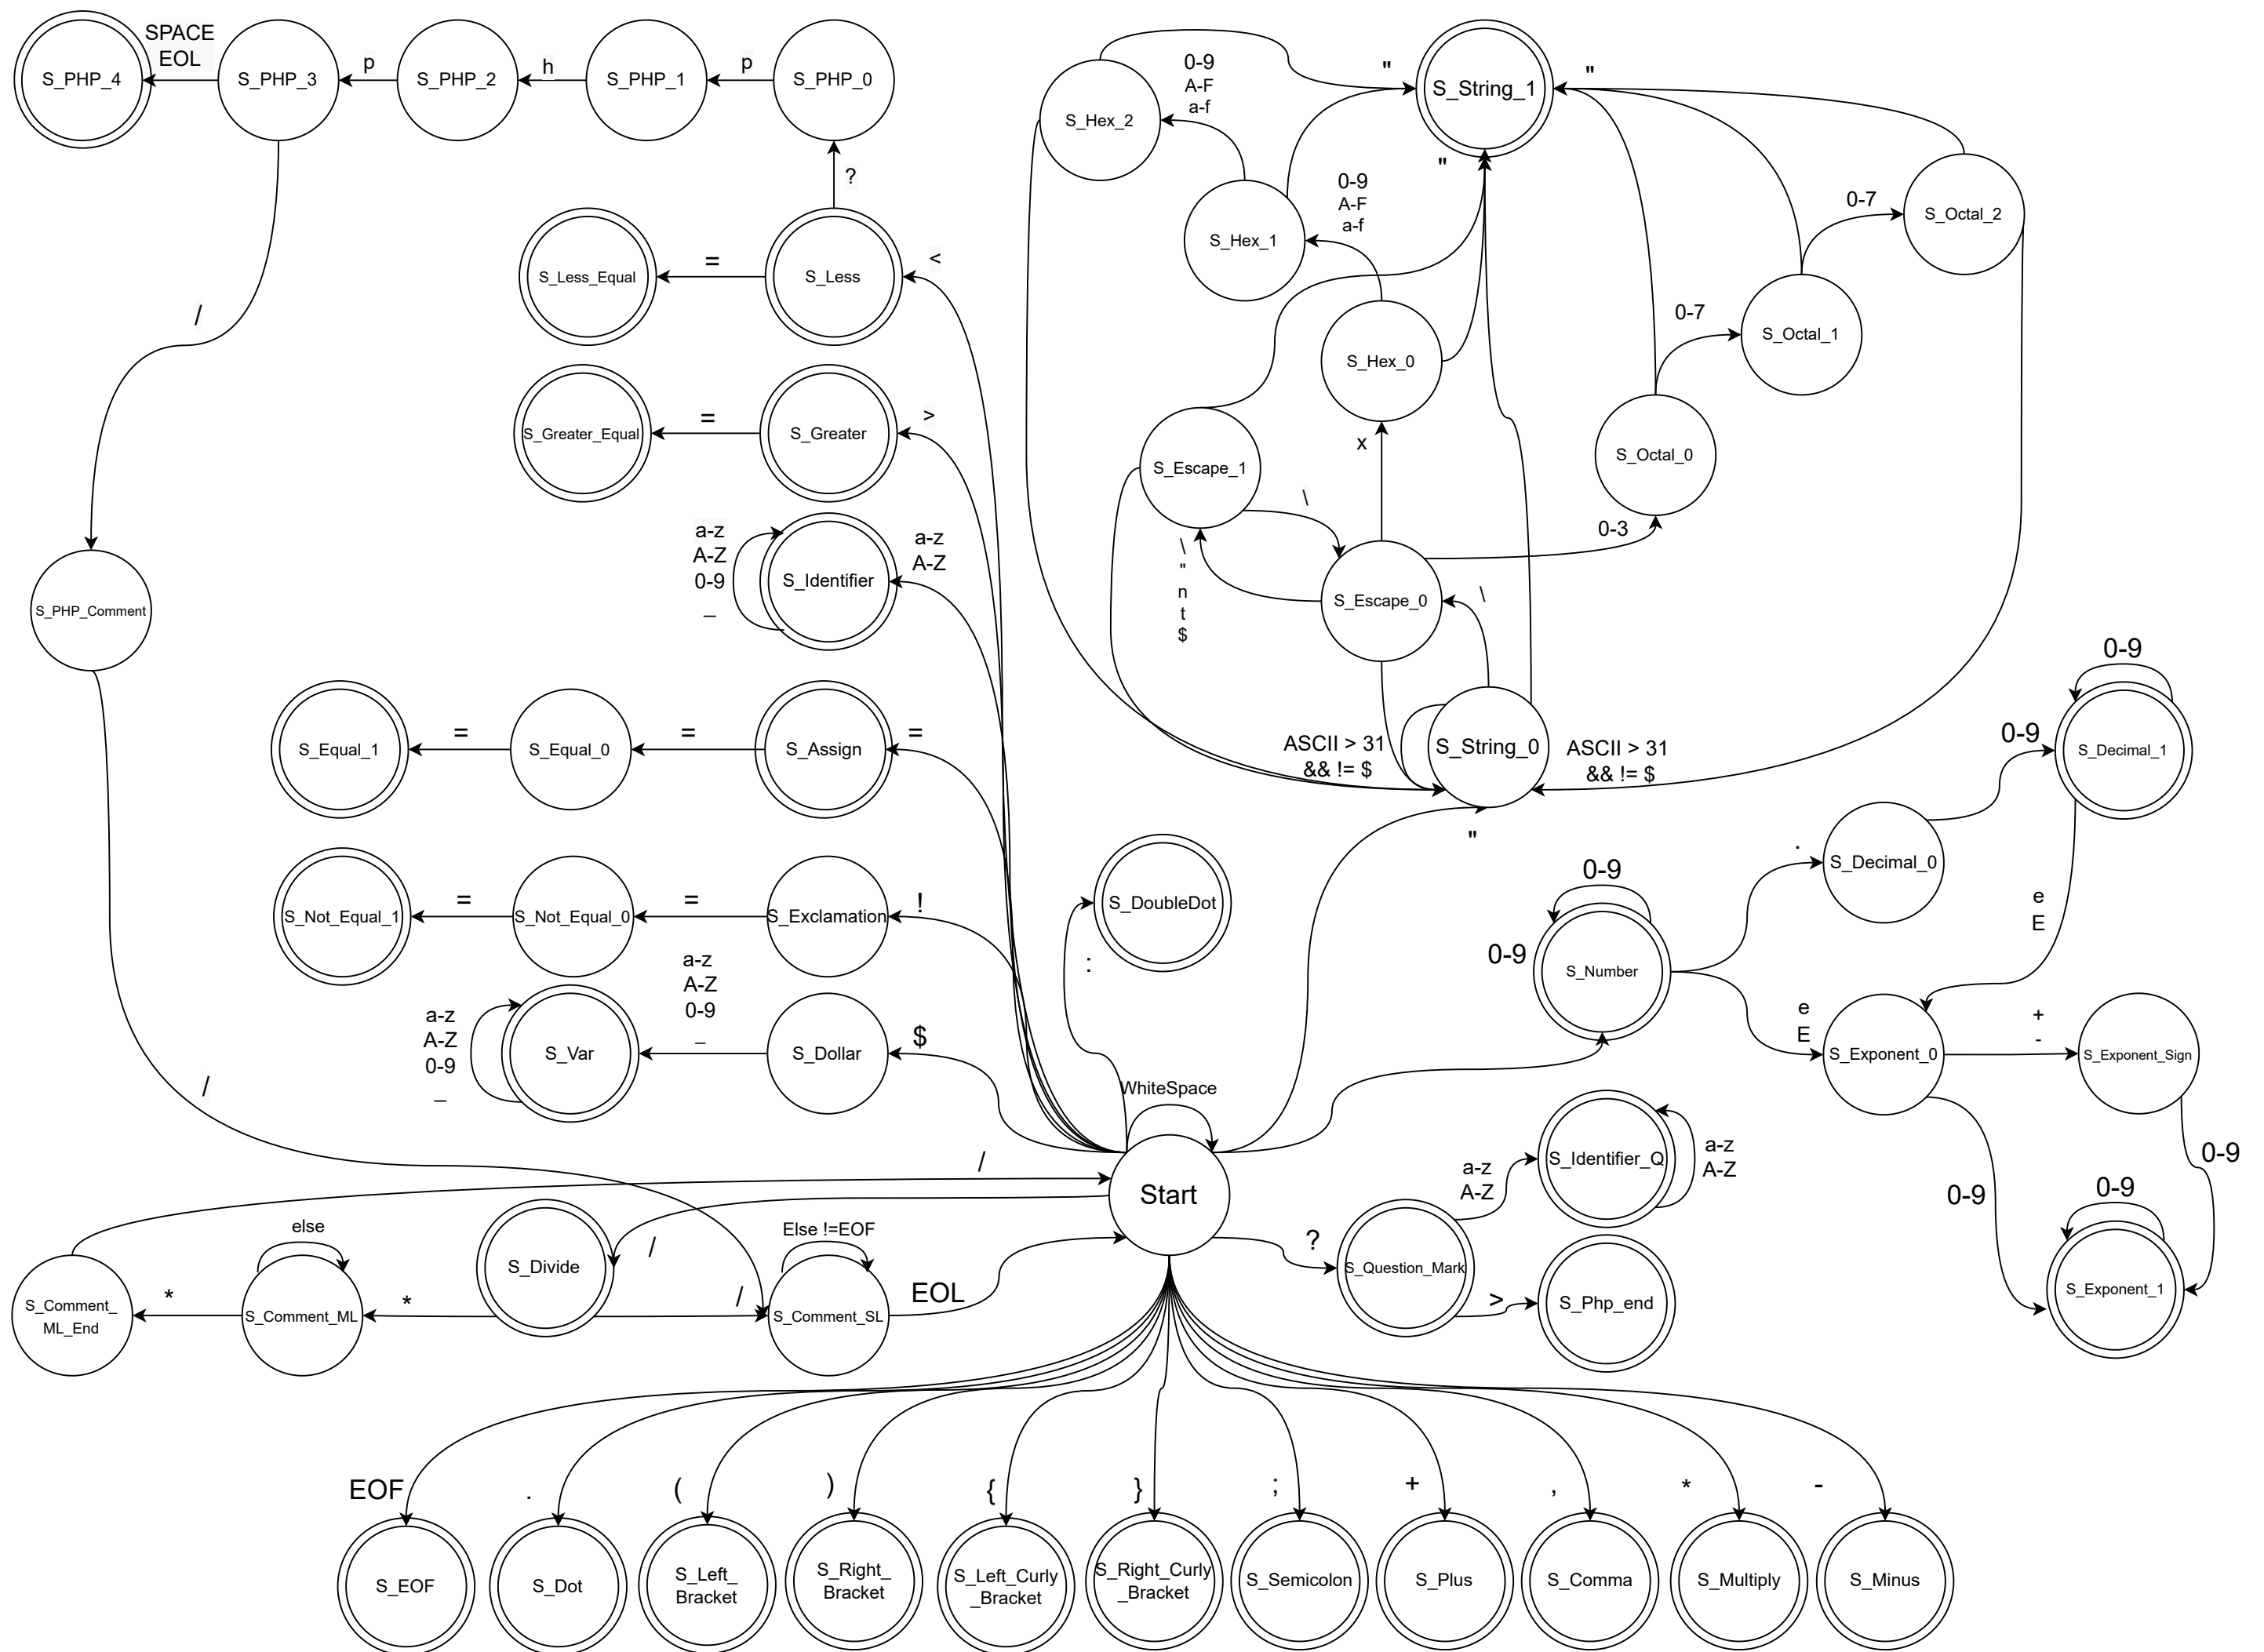 SPACE
EOL
S_PHP_4
S_PHP_3
p
S_PHP_2
h
S_PHP_1
p
S_PHP_0
?
S_Less_Equal
=
S_Less
<
S_Greater_Equal
=
S_Greater
>
/
S_PHP_Comment
a-z
A-Z
0-9
_
S_Identifier
a-z
A-Z
S_Equal_1
=
S_Equal_0
=
S_Assign
=
S_Not_Equal_1
=
S_Not_Equal_0
=
S_Exclamation
!
a-z
A-Z
0-9
_
S_Var
a-z
A-Z
0-9
_
S_Dollar
$
S_Hex_2
0-9
A-F
a-f
"
S_String_1
"
"
S_Hex_1
0-9
A-F
a-f
S_Hex_0
x
S_Octal_2
0-7
S_Octal_1
0-7
S_Octal_0
0-3
S_Escape_1
\
\
"
n
t
$
S_Escape_0
\
ASCII > 31
&& != $
S_String_0
ASCII > 31
&& != $
"
S_DoubleDot
:
WhiteSpace
Start
0-9
0-9
S_Number
.
S_Decimal_0
0-9
0-9
S_Decimal_1
e
E
e
E
S_Exponent_0
+
-
S_Exponent_Sign
0-9
0-9
0-9
S_Exponent_1
?
S_Question_Mark
a-z
A-Z
S_Identifier_Q
a-z
A-Z
>
S_Php_end
/
/
S_Comment_
ML_End
*
else
S_Comment_ML
*
S_Divide
/
/
Else !=EOF
S_Comment_SL
EOL
EOF
.
(
)
{
}
;
+
,
*
-
S_EOF
S_Dot
S_Left_
Bracket
S_Right_
Bracket
S_Left_Curly
_Bracket
S_Right_Curly
_Bracket
S_Semicolon
S_Plus
S_Comma
S_Multiply
S_Minus